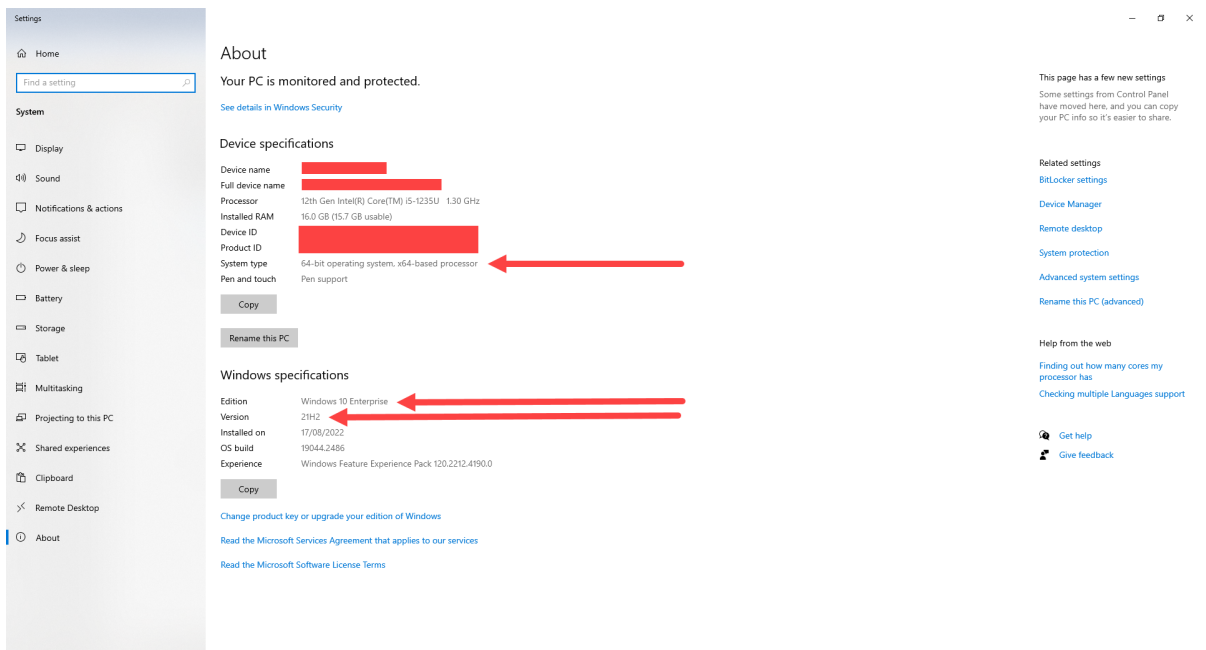 Settings
Home
Find a setting
System
Display
Sound
Notifications & actions
Focus assist
Power & sleep
Battery
Storage
Tablet
Multitasking
Projecting to this PC
Shared experiences
Clipboard
Remote Desktop
About
About
Your PC is monitored and protected.
See details in Windows Security
Device specifications
Device name
Full device name
Processor 12th Gen Intel(R) Core(TM) i5-1235U 1.30 GHz
Installed RAM 16.0 GB (15.7 GB usable)
Device ID
Product ID
System type 64-bit operating system, x64-based processor
Pen and touch Pen support
Copy
Rename this PC
Windows specifications
Edition Windows 10 Enterprise
Version 21H2
Installed on 17/08/2022
OS build 19044.2486
Experience Windows Feature Experience Pack 120.2212.4190.0
Copy
Change product key or upgrade your edition of Windows
Read the Microsoft Services Agreement that applies to our services
Read the Microsoft Software License Terms
This page has a few new settings
Some settings from Control Panel
have moved here, and you can copy
your PC info so it's easier to share.
Related settings
BitLocker settings
Device Manager
Remote desktop
System protection
Advanced system settings
Rename this PC (advanced)
Help from the web
Finding out how many cores my
processor has
Checking multiple Languages support
Get help
Give feedback